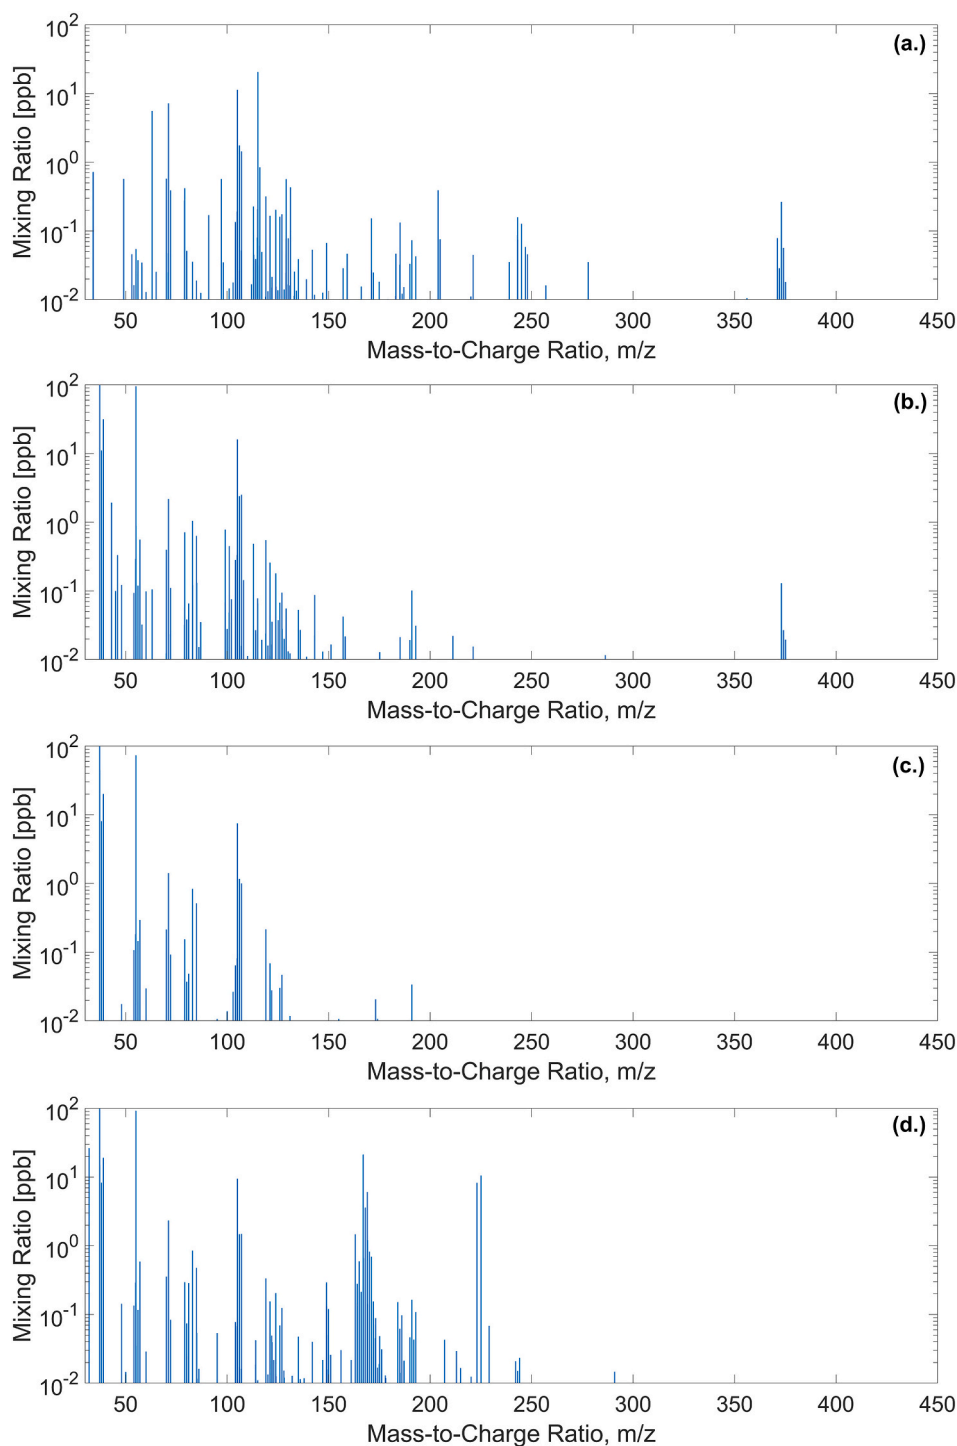 (a.)
Mixing Ratio [ppb]
10²
10¹
10⁰
10⁻¹
10⁻²
50 100 150 200 250 300 350 400 450
Mass-to-Charge Ratio, m/z
(b.)
Mixing Ratio [ppb]
10²
10¹
10⁰
10⁻¹
10⁻²
50 100 150 200 250 300 350 400 450
Mass-to-Charge Ratio, m/z
(c.)
Mixing Ratio [ppb]
10²
10¹
10⁰
10⁻¹
10⁻²
50 100 150 200 250 300 350 400 450
Mass-to-Charge Ratio, m/z
(d.)
Mixing Ratio [ppb]
10²
10¹
10⁰
10⁻¹
10⁻²
50 100 150 200 250 300 350 400 450
Mass-to-Charge Ratio, m/z